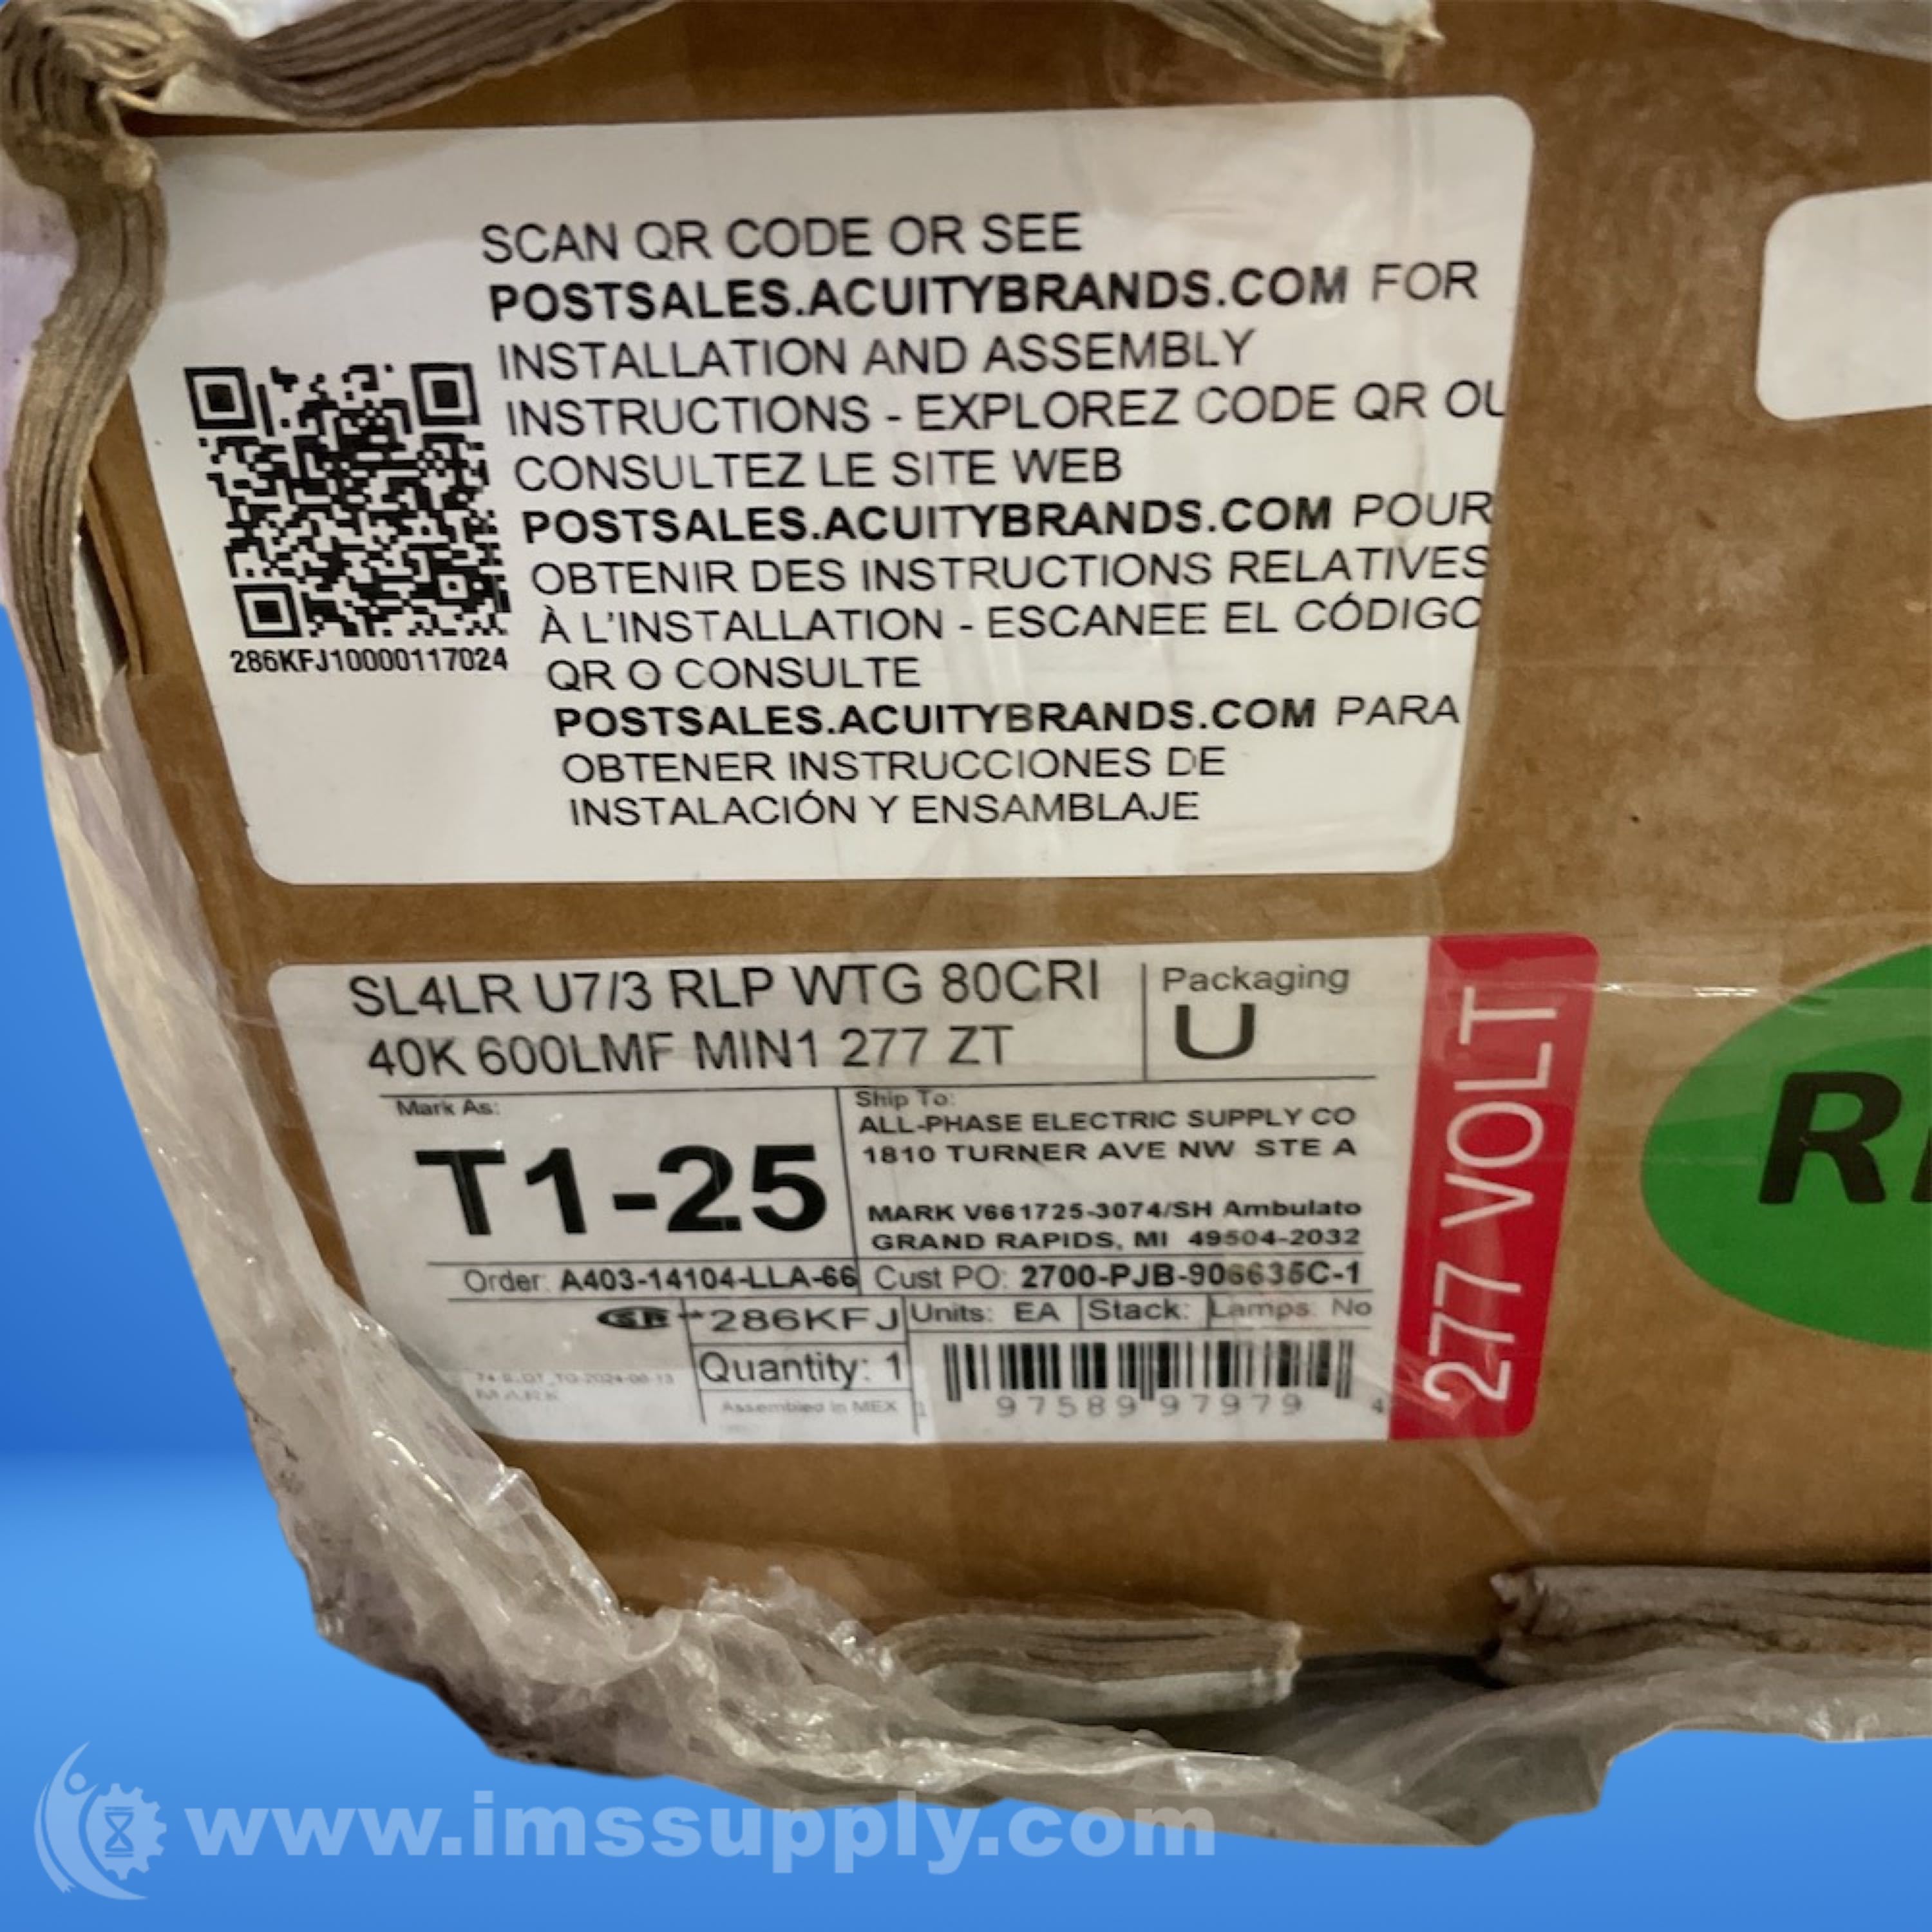 SCAN QR CODE OR SEE
POSTSALES.ACUITYBRANDS.COM FOR
INSTALLATION AND ASSEMBLY
INSTRUCTIONS - EXPLOREZ CODE QR OU
CONSULTEZ LE SITE WEB
POSTSALES.ACUITYBRANDS.COM POUR
OBTENIR DES INSTRUCTIONS RELATIVES
À L'INSTALLATION - ESCANEE EL CÓDIGO
QR O CONSULTE
POSTSALES.ACUITYBRANDS.COM PARA
OBTENER INSTRUCCIONES DE
INSTALACIÓN Y ENSAMBLAJE
286KFJ10000117024
SL4LR U7/3 RLP WTG 80CRI
40K 600LMF MIN1 277 ZT
Packaging
U
Mark As:
T1-25
Ship To:
ALL-PHASE ELECTRIC SUPPLY CO
1810 TURNER AVE NW STE A
MARK V661725-3074/SH Ambulato
GRAND RAPIDS, MI 49504-2032
Order: A403-14104-LLA-66
Cust PO: 2700-PJB-906635C-1
*286KFJ
Units: EA
Stack:
Lamps: No
Quantity: 1
Assembled in MEX
MARK
1 97589 97979 4
277 VOLT
R
www.imssupply.com